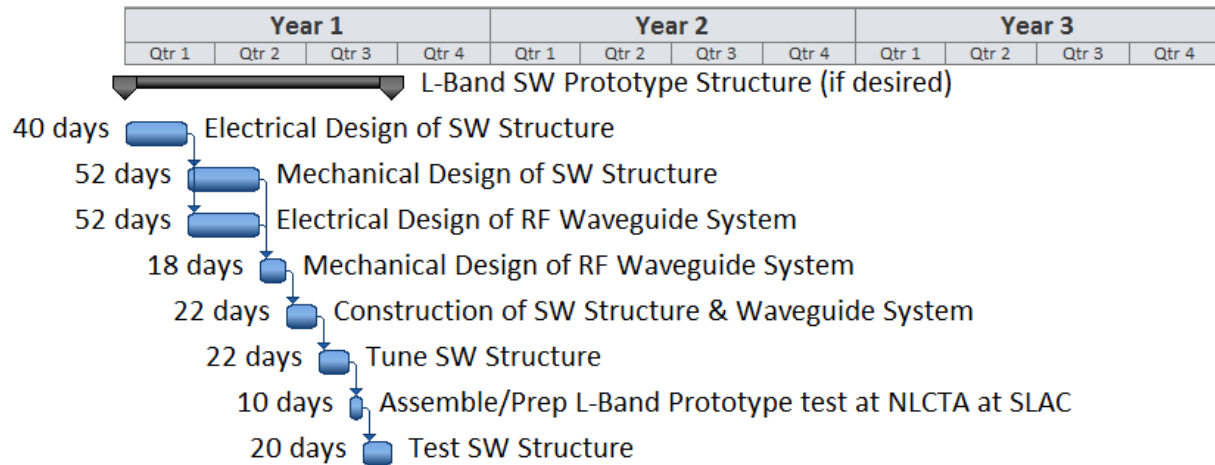 Year 1 Year 2 Year 3
Qtr 1 Qtr 2 Qtr 3 Qtr 4 Qtr 1 Qtr 2 Qtr 3 Qtr 4 Qtr 1 Qtr 2 Qtr 3 Qtr 4
L-Band SW Prototype Structure (if desired)
40 days Electrical Design of SW Structure
52 days Mechanical Design of SW Structure
52 days Electrical Design of RF Waveguide System
18 days Mechanical Design of RF Waveguide System
22 days Construction of SW Structure & Waveguide System
22 days Tune SW Structure
10 days Assemble/Prep L-Band Prototype test at NLCTA at SLAC
20 days Test SW Structure